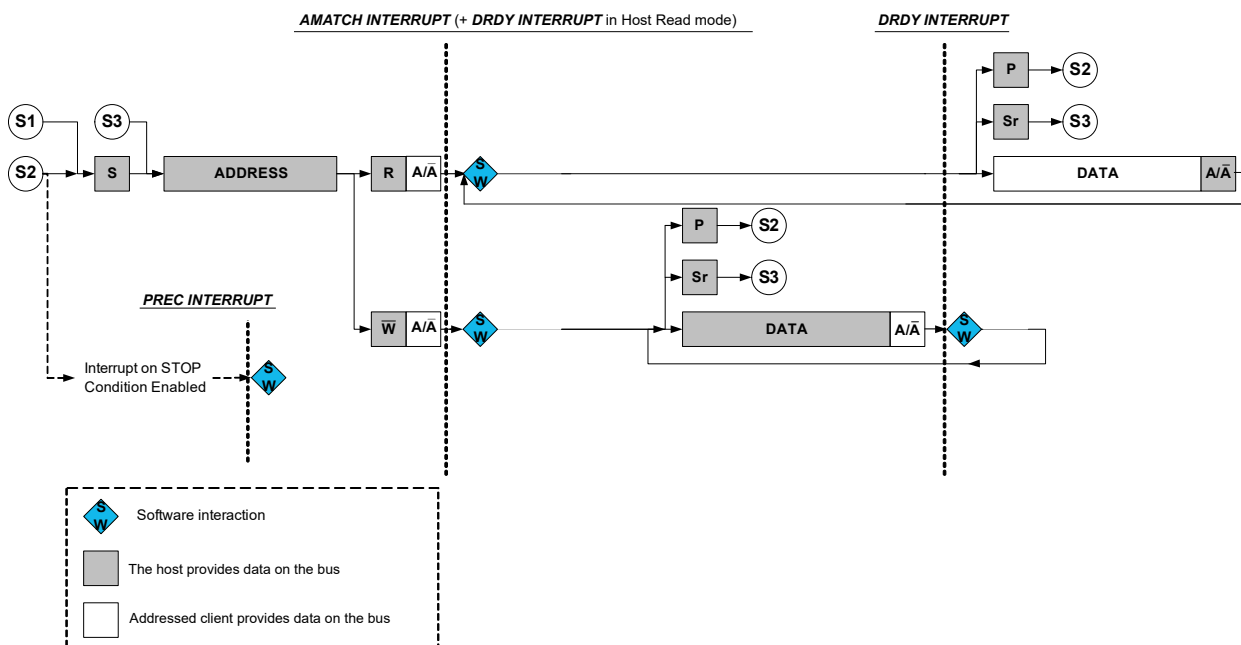 AMATCH INTERRUPT (+ DRDY INTERRUPT in Host Read mode)
DRDY INTERRUPT
P
S2
S1
S3
Sr
S3
S2
S
ADDRESS
R
A/A̅
S
W
DATA
A/A̅
P
S2
Sr
S3
PREC INTERRUPT
W̅
A/A̅
S
W
DATA
A/A̅
S
W
Interrupt on STOP
Condition Enabled
S
W
S
W
Software interaction
The host provides data on the bus
Addressed client provides data on the bus